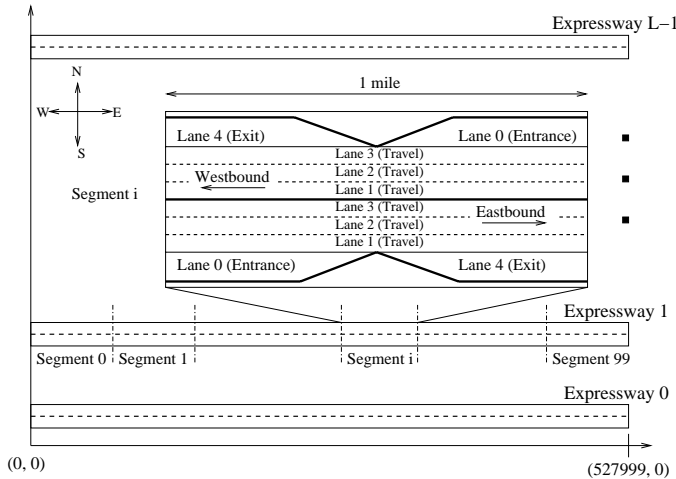 Expressway L–1
N
W E
S
1 mile
Lane 4 (Exit) Lane 0 (Entrance)
Lane 3 (Travel)
Lane 2 (Travel)
Westbound
Lane 1 (Travel)
Segment i
Lane 3 (Travel)
Eastbound
Lane 2 (Travel)
Lane 1 (Travel)
Lane 0 (Entrance) Lane 4 (Exit)
Expressway 1
Segment 0 Segment 1 Segment i Segment 99
Expressway 0
(0, 0)
(527999, 0)